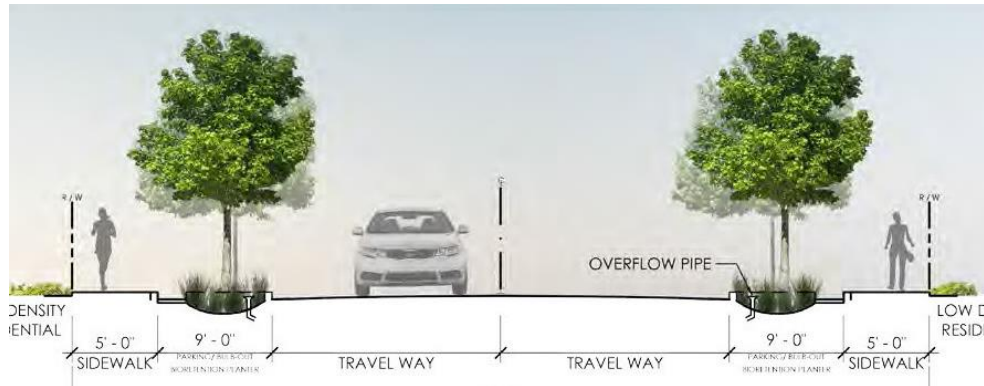 R/W
R/W
OVERFLOW PIPE
DENSITY
DENTIAL
LOW D
RESID
5' - 0"
SIDEWALK
9' - 0"
PARKING/ BULB-OUT
BIORETENTION PLANTER
TRAVEL WAY
TRAVEL WAY
9' - 0"
PARKING/ BULB-OUT
BIORETENTION PLANTER
5' - 0"
SIDEWALK